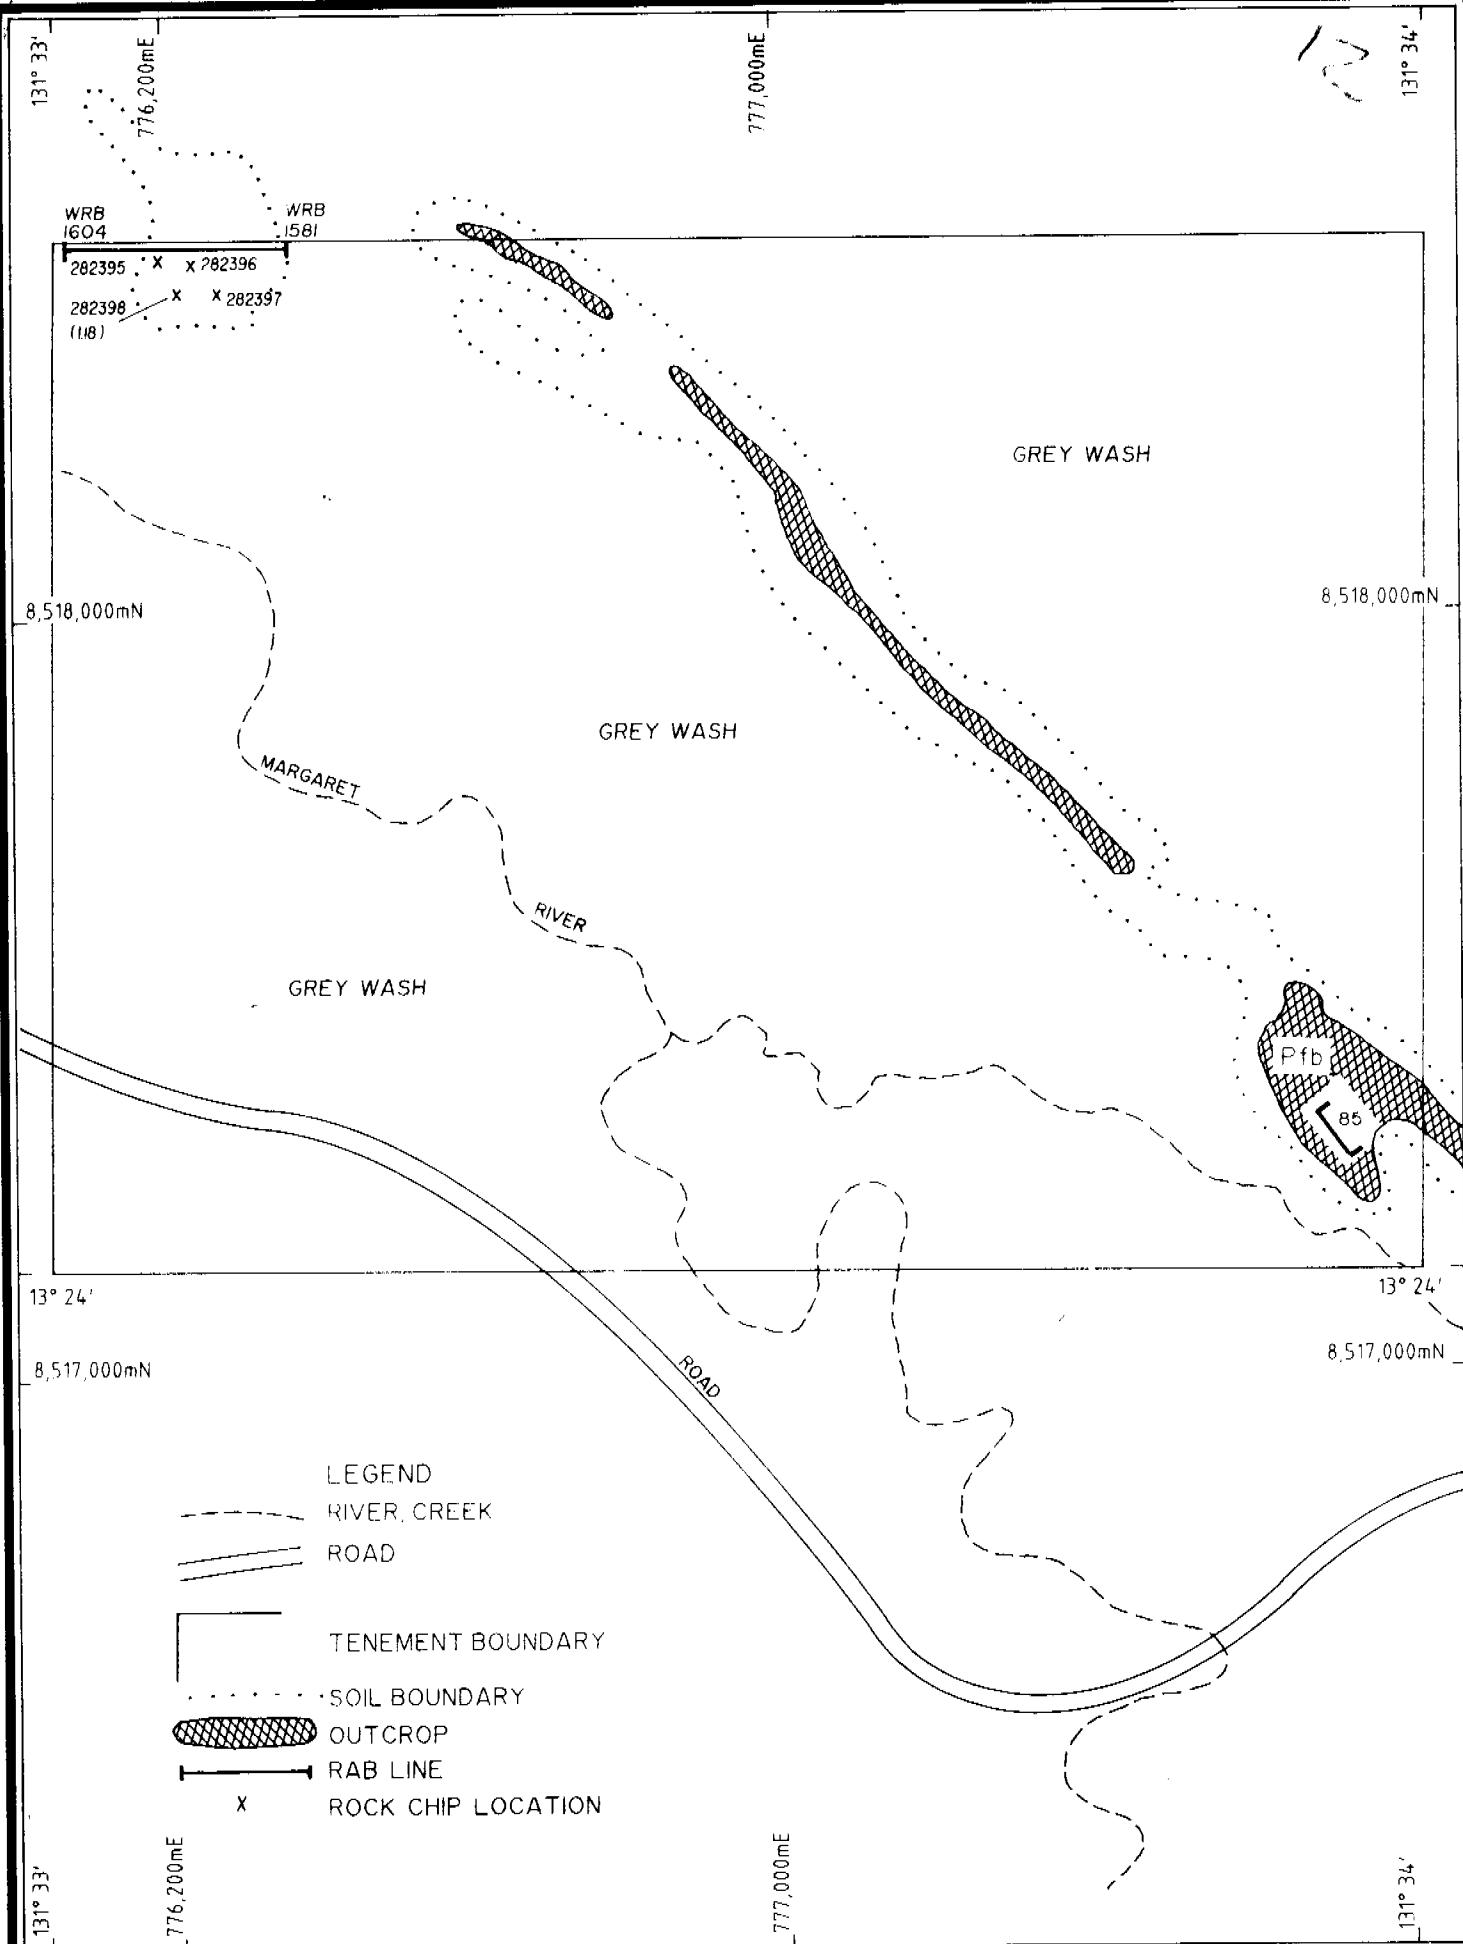 131° 33'
776,200mE
777,000mE
131° 34'
12
WRB
1604
WRB
1581
282395 x x 282396
282398 x x 282397
(1.18)
GREY WASH
8,518,000mN
8,518,000mN
GREY WASH
MARGARET
RIVER
GREY WASH
Pfb
85
13° 24'
13° 24'
8,517,000mN
8,517,000mN
ROAD
LEGEND
RIVER, CREEK
ROAD
TENEMENT BOUNDARY
SOIL BOUNDARY
OUTCROP
RAB LINE
x ROCK CHIP LOCATION
131° 33'
776,200mE
777,000mE
131° 34'